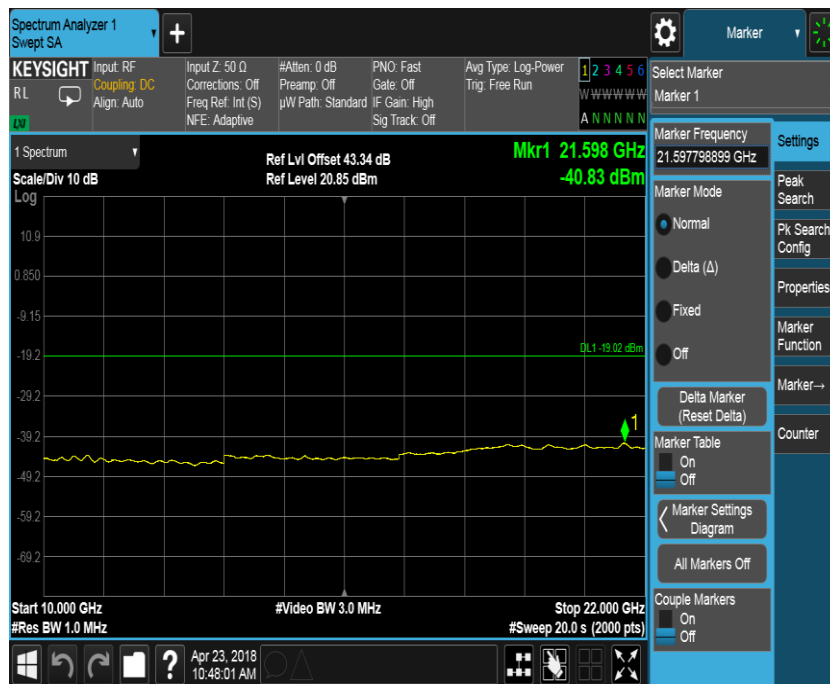 Spectrum Analyzer 1
Swept SA
+
Marker
KEYSIGHT
RL
LXI
Input: RF
Coupling: DC
Align: Auto
Input Z: 50 Ω
Corrections: Off
Freq Ref: Int (S)
NFE: Adaptive
#Atten: 0 dB
Preamp: Off
µW Path: Standard
PNO: Fast
Gate: Off
IF Gain: High
Sig Track: Off
Avg Type: Log-Power
Trig: Free Run
1 2 3 4 5 6
W W W W W W
A N N N N N
Select Marker
Marker 1
1 Spectrum
Scale/Div 10 dB
Log
Ref Lvl Offset 43.34 dB
Ref Level 20.85 dBm
Mkr1 21.598 GHz
-40.83 dBm
10.9
0.850
-9.15
-19.2
-29.2
-39.2
-49.2
-59.2
-69.2
DL1 -19.02 dBm
1
Start 10.000 GHz
#Res BW 1.0 MHz
#Video BW 3.0 MHz
Stop 22.000 GHz
#Sweep 20.0 s (2000 pts)
Marker Frequency
21.597798899 GHz
Marker Mode
Normal
Delta (Δ)
Fixed
Off
Delta Marker
(Reset Delta)
Marker Table
On
Off
Marker Settings
Diagram
All Markers Off
Couple Markers
On
Off
Settings
Peak
Search
Pk Search
Config
Properties
Marker
Function
Marker→
Counter
?
Apr 23, 2018
10:48:01 AM